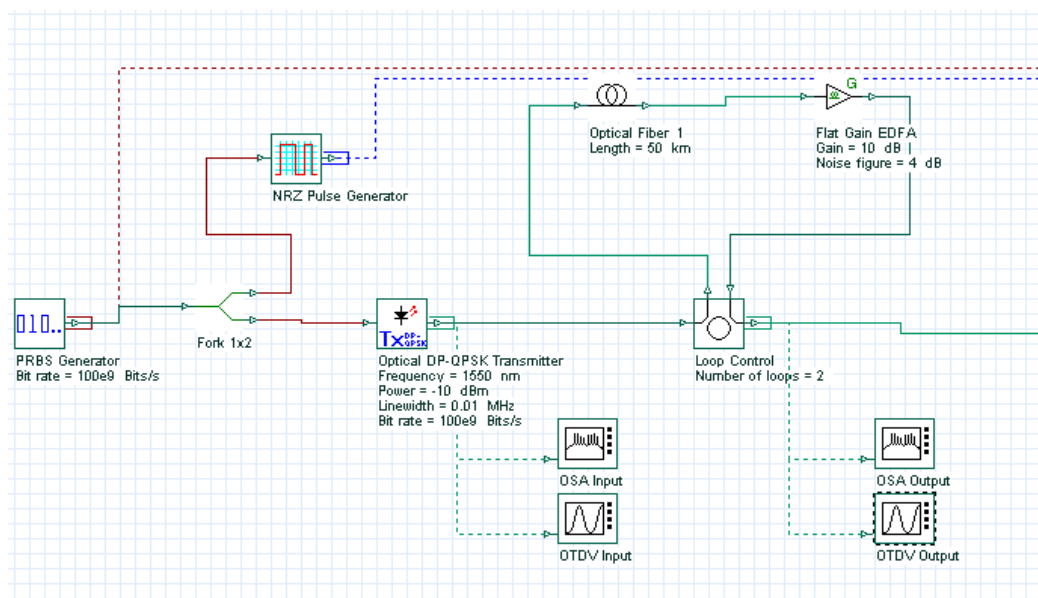 G
Optical Fiber 1
Length = 50 km
Flat Gain EDFA
Gain = 10 dB
Noise figure = 4 dB
NRZ Pulse Generator
010..
PRBS Generator
Bit rate = 100e9 Bits/s
Fork 1x2
Tx DP-QPSK
Optical DP-QPSK Transmitter
Frequency = 1550 nm
Power = -10 dBm
Linewidth = 0.01 MHz
Bit rate = 100e9 Bits/s
Loop Control
Number of loops = 2
OSA Input
OTDV Input
OSA Output
OTDV Output